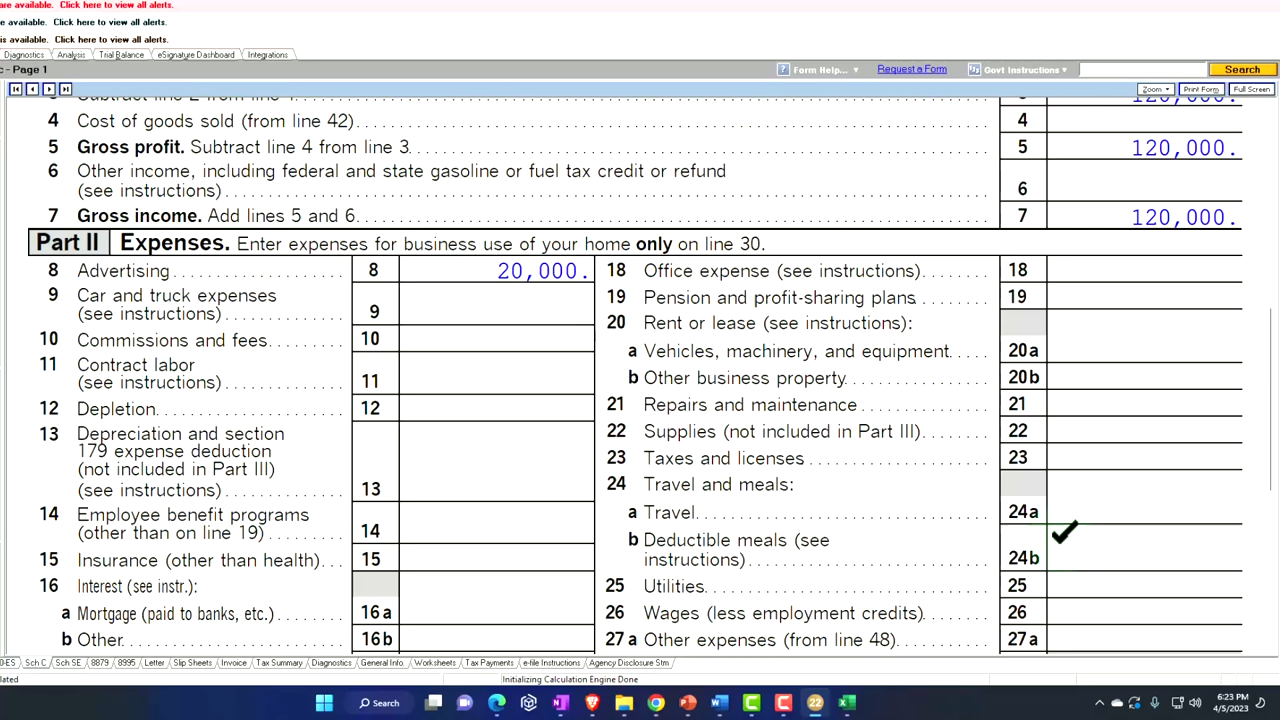 are available. Click here to view all alerts.
e available. Click here to view all alerts.
is available. Click here to view all alerts.
Diagnostics Analysis Trial Balance eSignature Dashboard Integrations
c - Page 1
? Form Help... Request a Form Govt Instructions Search
Zoom Print Form Full Screen
120,000.
4 Cost of goods sold (from line 42) 4
5 Gross profit. Subtract line 4 from line 3 5 120,000.
6 Other income, including federal and state gasoline or fuel tax credit or refund
(see instructions) 6
7 Gross income. Add lines 5 and 6 7 120,000.
Part II Expenses. Enter expenses for business use of your home only on line 30.
8 Advertising 8 20,000.
9 Car and truck expenses
(see instructions) 9
10 Commissions and fees 10
11 Contract labor
(see instructions) 11
12 Depletion 12
13 Depreciation and section
179 expense deduction
(not included in Part III)
(see instructions) 13
14 Employee benefit programs
(other than on line 19) 14
15 Insurance (other than health) 15
16 Interest (see instr.):
a Mortgage (paid to banks, etc.) 16a
b Other 16b
18 Office expense (see instructions) 18
19 Pension and profit-sharing plans 19
20 Rent or lease (see instructions):
a Vehicles, machinery, and equipment 20a
b Other business property 20b
21 Repairs and maintenance 21
22 Supplies (not included in Part III) 22
23 Taxes and licenses 23
24 Travel and meals:
a Travel 24a
b Deductible meals (see
instructions) 24b
25 Utilities 25
26 Wages (less employment credits) 26
27a Other expenses (from line 48) 27a
0-ES Sch C Sch SE 8879 8995 Letter Slip Sheets Invoice Tax Summary Diagnostics General Info. Worksheets Tax Payments e-file Instructions Agency Disclosure Stm
lated Initializing Calculation Engine Done
Search 22 6:23 PM
4/5/2023